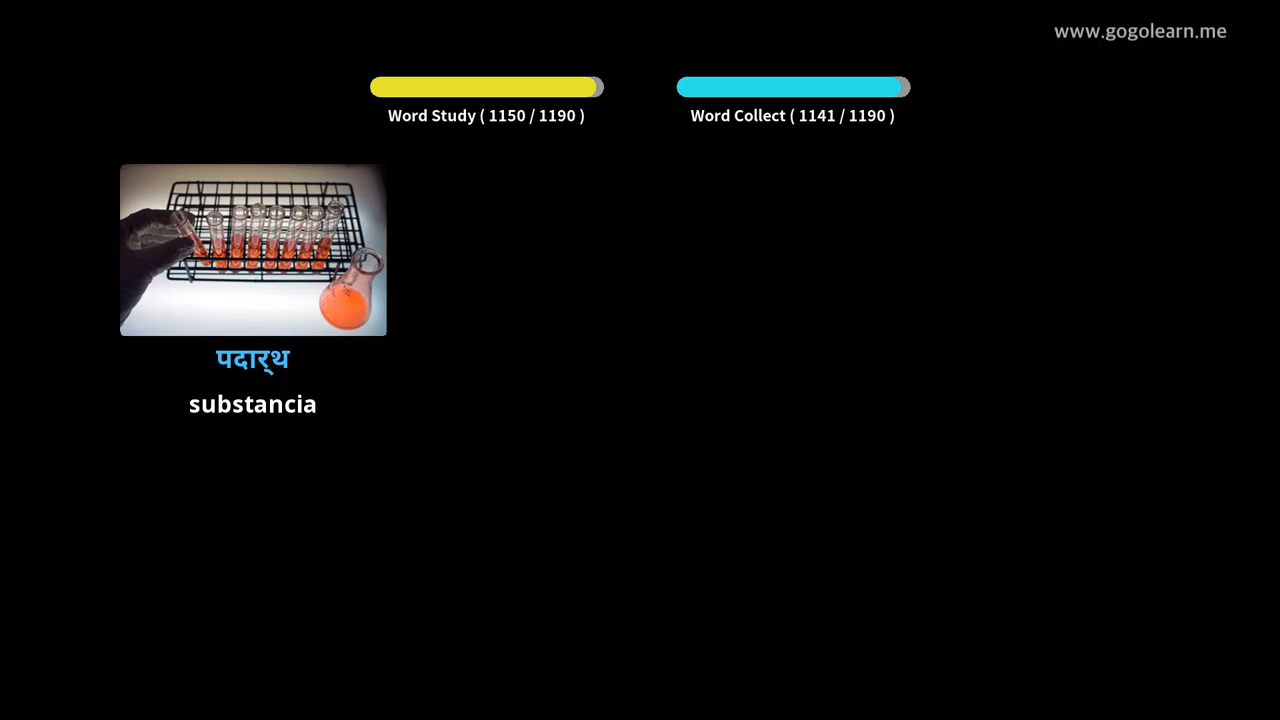 www.gogolearn.me
Word Study ( 1150 / 1190 )
Word Collect ( 1141 / 1190 )
पदार्थ
substancia